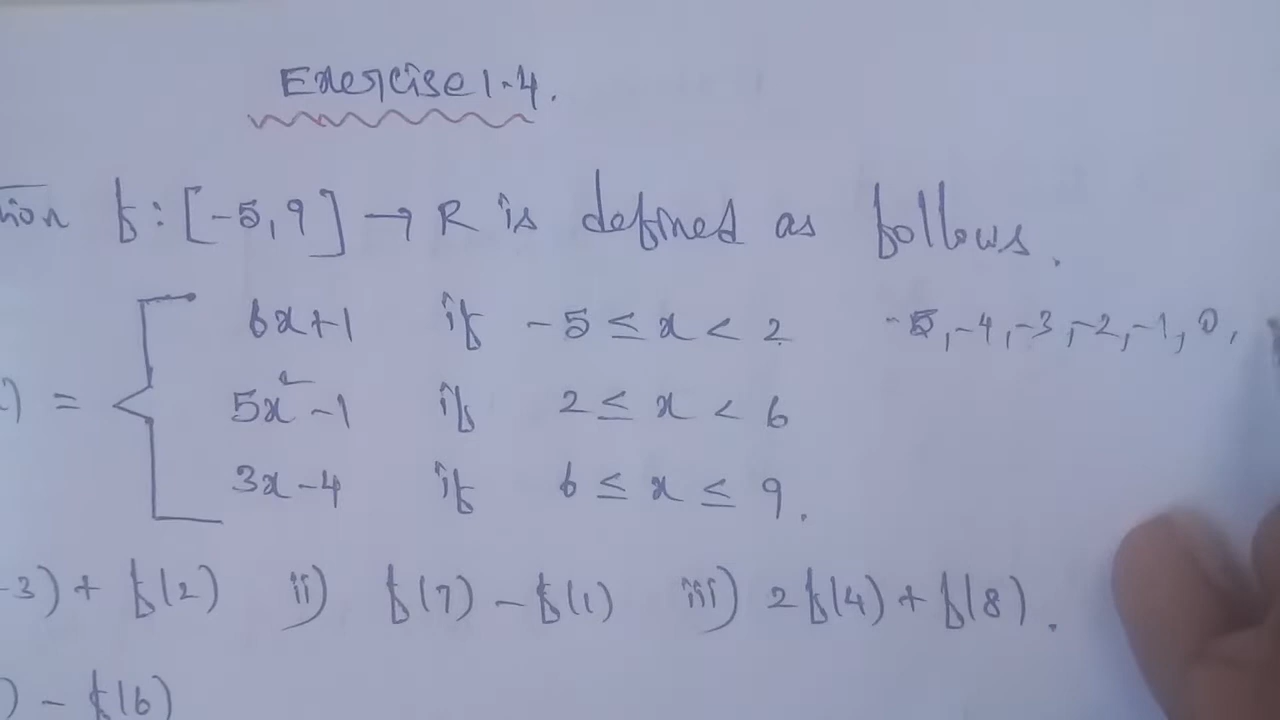 Exercise 1.4.
f : [-5, 9] → R is defined as follows.
6x+1 if -5 ≤ x < 2 -5, -4, -3, -2, -1, 0,
) = { 5x²-1 if 2 ≤ x < 6
3x-4 if 6 ≤ x ≤ 9.
-3) + f(2) ii) f(7) - f(1) iii) 2f(4) + f(8).
) - f(6)